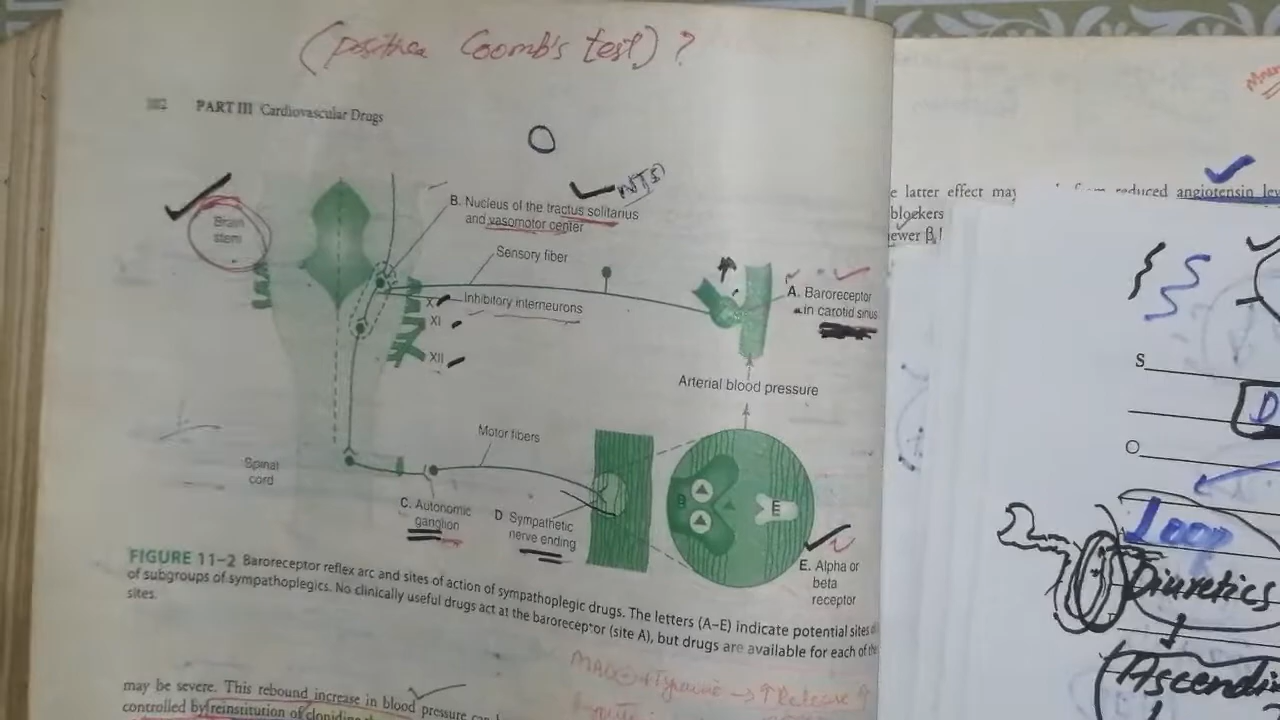 (positive Coomb's test) ?
PART III Cardiovascular Drugs
NTS
Brain
stem
B. Nucleus of the tractus solitarius
and vasomotor center
Sensory fiber
Inhibitory interneurons
X
XI
XII
A. Baroreceptor
in carotid sinus
Arterial blood pressure
Motor fibers
Spinal
cord
C. Autonomic
ganglion
D Sympathetic
nerve ending
B
E
E. Alpha or
beta
receptor
FIGURE 11–2 Baroreceptor reflex arc and sites of action of sympathoplegic drugs. The letters (A–E) indicate potential sites
of subgroups of sympathoplegics. No clinically useful drugs act at the baroreceptor (site A), but drugs are available for each of the
sites.
may be severe. This rebound increase in blood pressure can
controlled by reinstitution of clonidine
e latter effect may reduced angiotensin
blockers
ewer β
S
D
O
Loop
Diuretics